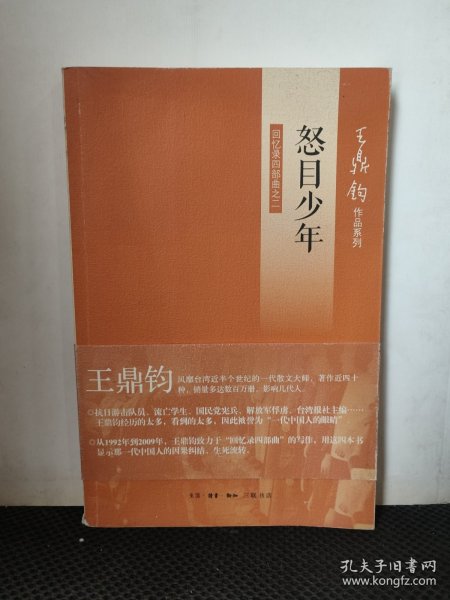 王鼎钧
作品系列
怒目少年
回忆录四部曲之二
王鼎钧
风靡台湾近半个世纪的一代散文大师，著作近四十
种，销量多达数百万册，影响几代人。
◎抗日游击队员、流亡学生、国民党宪兵、解放军俘虏、台湾报社主编……
王鼎钧经历的太多，看到的太多，因此被誉为“一代中国人的眼睛”
◎从1992年到2009年，王鼎钧致力于“回忆录四部曲”的写作，用这四本书
显示那一代中国人的因果纠结、生死流转。
生活·读书·新知 三联书店
孔夫子旧书网
www.kongfz.com